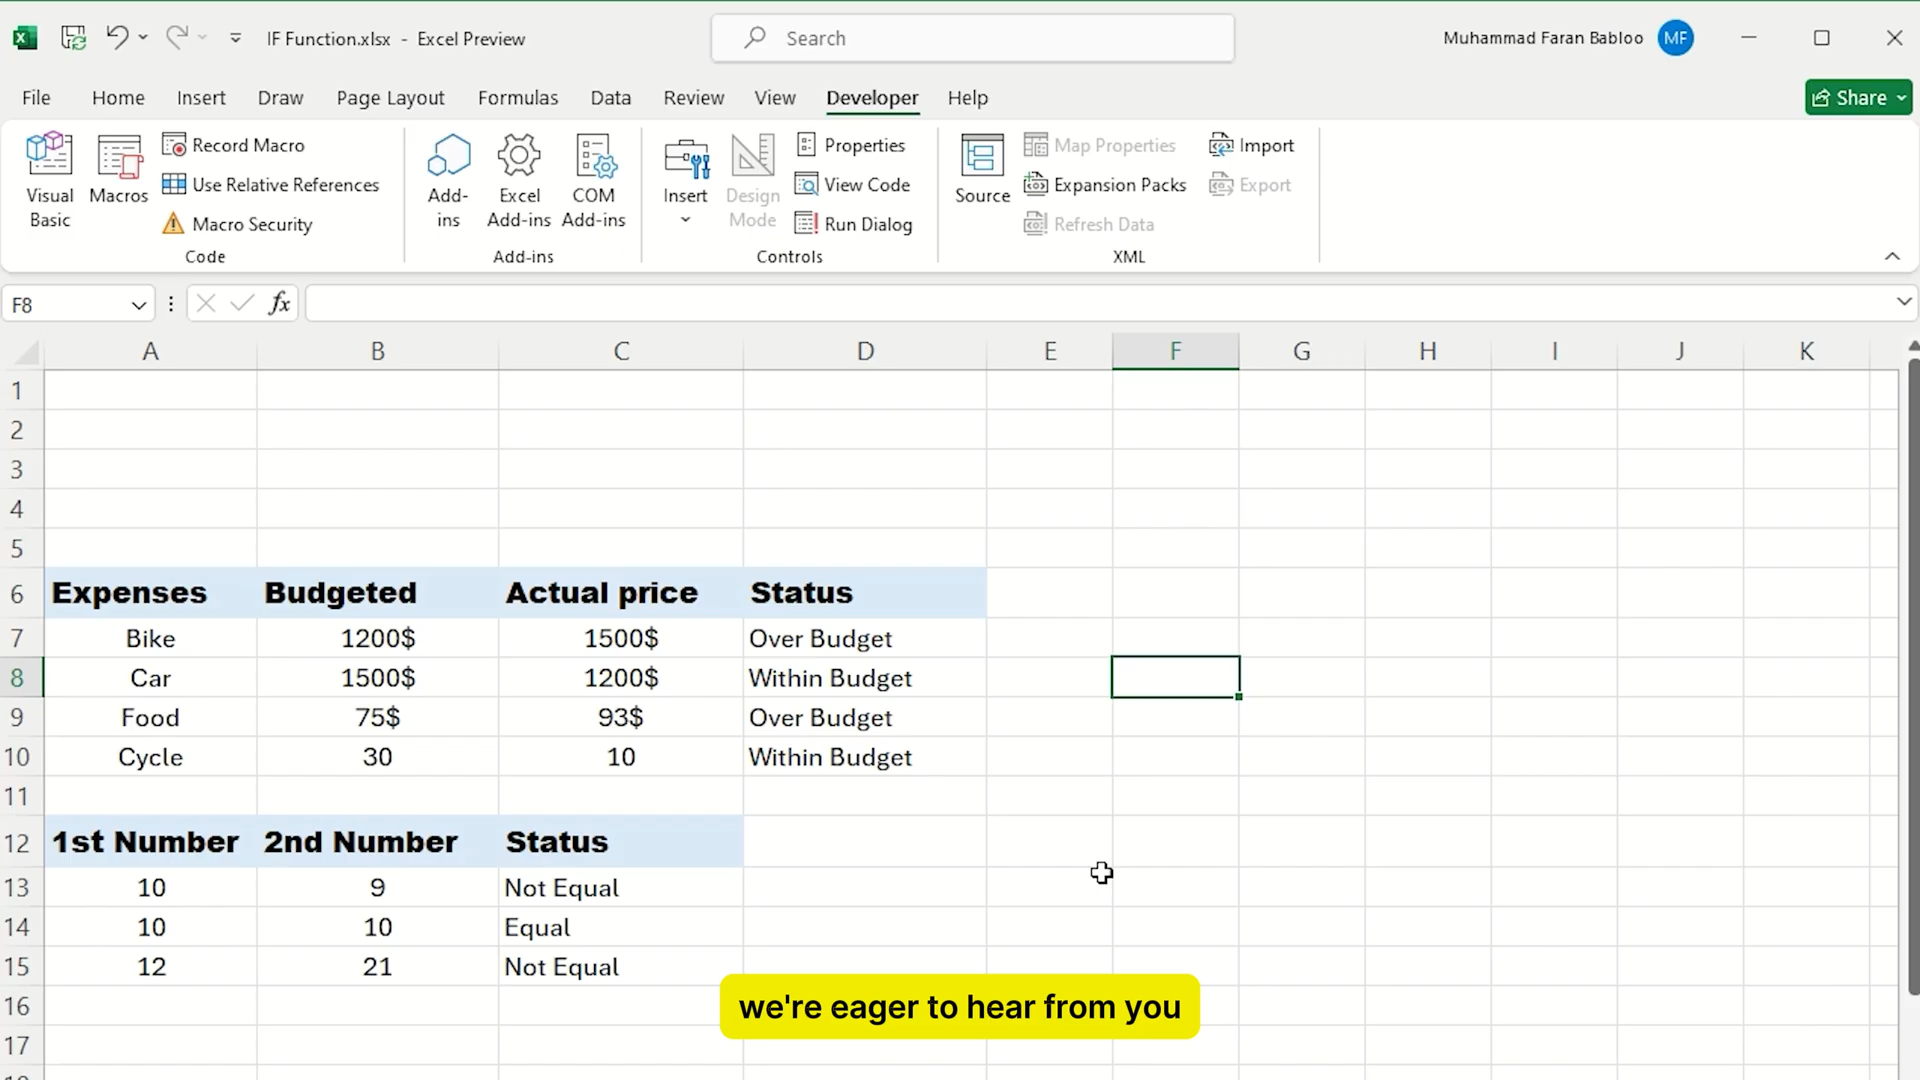 IF Function.xlsx - Excel Preview
Search
Muhammad Faran Babloo MF
File Home Insert Draw Page Layout Formulas Data Review View Developer Help Share
Visual Basic
Macros
Record Macro
Use Relative References
Macro Security
Code
Add-ins
Excel Add-ins
COM Add-ins
Add-ins
Insert
Design Mode
Properties
View Code
Run Dialog
Controls
Source
Map Properties
Expansion Packs
Refresh Data
Import
Export
XML
F8 fx
A B C D E F G H I J K
1
2
3
4
5
6 Expenses Budgeted Actual price Status
7 Bike 1200$ 1500$ Over Budget
8 Car 1500$ 1200$ Within Budget
9 Food 75$ 93$ Over Budget
10 Cycle 30 10 Within Budget
11
12 1st Number 2nd Number Status
13 10 9 Not Equal
14 10 10 Equal
15 12 21 Not Equal
16
we're eager to hear from you
17